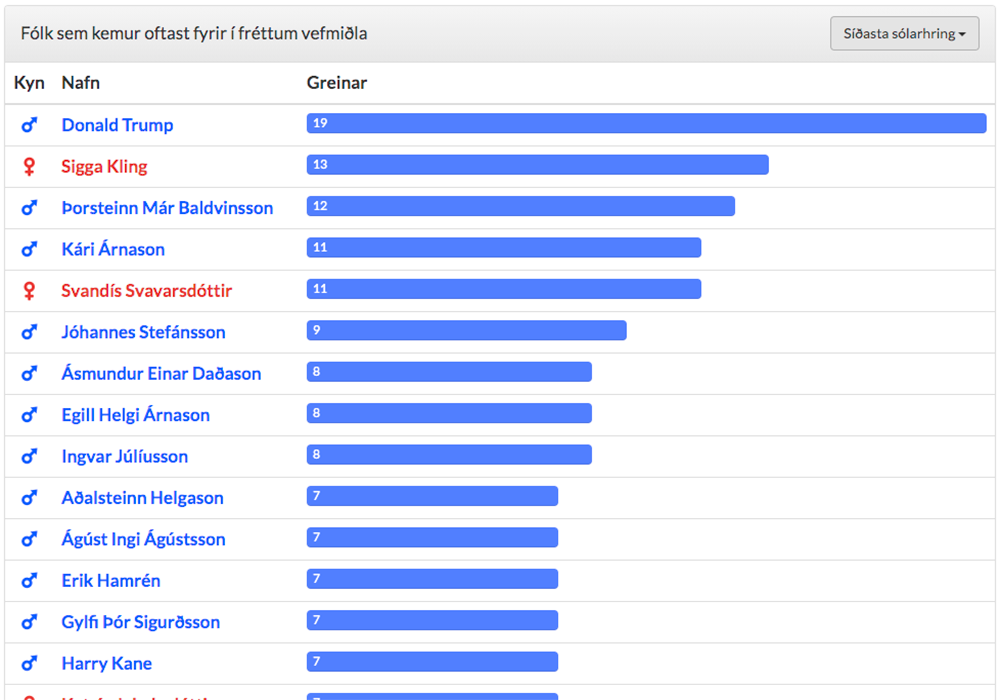 Fólk sem kemur oftast fyrir í fréttum vefmiðla Síðasta sólarhring
Kyn Nafn Greinar
Donald Trump 19
Sigga Kling 13
Þorsteinn Már Baldvinsson 12
Kári Árnason 11
Svandís Svavarsdóttir 11
Jóhannes Stefánsson 9
Ásmundur Einar Daðason 8
Egill Helgi Árnason 8
Ingvar Júlíusson 8
Aðalsteinn Helgason 7
Ágúst Ingi Ágústsson 7
Erik Hamrén 7
Gylfi Þór Sigurðsson 7
Harry Kane 7